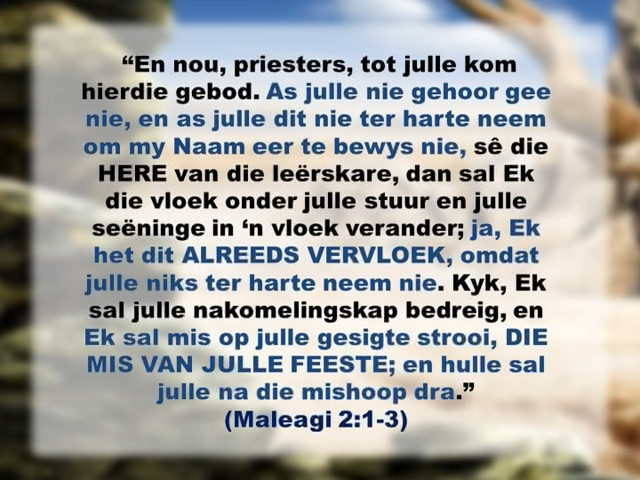 “En nou, priesters, tot julle kom
hierdie gebod. As julle nie gehoor gee
nie, en as julle dit nie ter harte neem
om my Naam eer te bewys nie, sê die
HERE van die leërskare, dan sal Ek
die vloek onder julle stuur en julle
seëninge in ‘n vloek verander; ja, Ek
het dit ALREEDS VERVLOEK, omdat
julle niks ter harte neem nie. Kyk, Ek
sal julle nakomelingskap bedreig, en
Ek sal mis op julle gesigte strooi, DIE
MIS VAN JULLE FEESTE; en hulle sal
julle na die mishoop dra.”
(Maleagi 2:1-3)